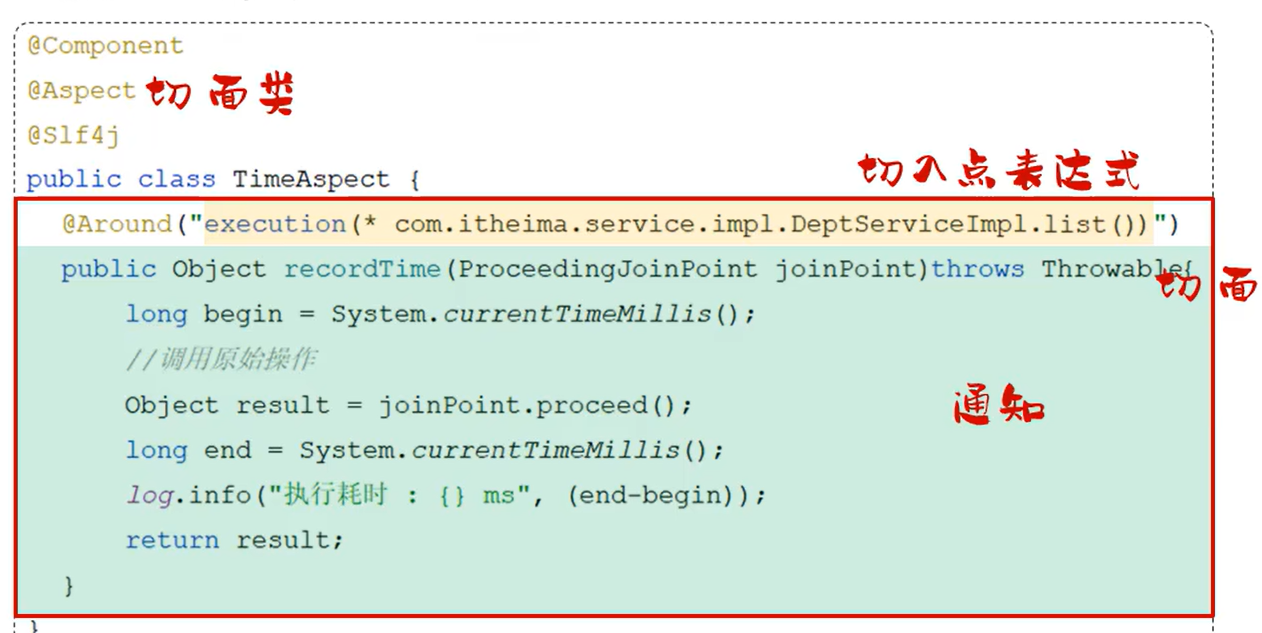 @Component
@Aspect 切面类
@Slf4j
public class TimeAspect {
切入点表达式
@Around("execution(* com.itheima.service.impl.DeptServiceImpl.list())")
public Object recordTime(ProceedingJoinPoint joinPoint)throws Throwable{
切面
long begin = System.currentTimeMillis();
//调用原始操作
Object result = joinPoint.proceed();
通知
long end = System.currentTimeMillis();
log.info("执行耗时 : {} ms", (end-begin));
return result;
}
}